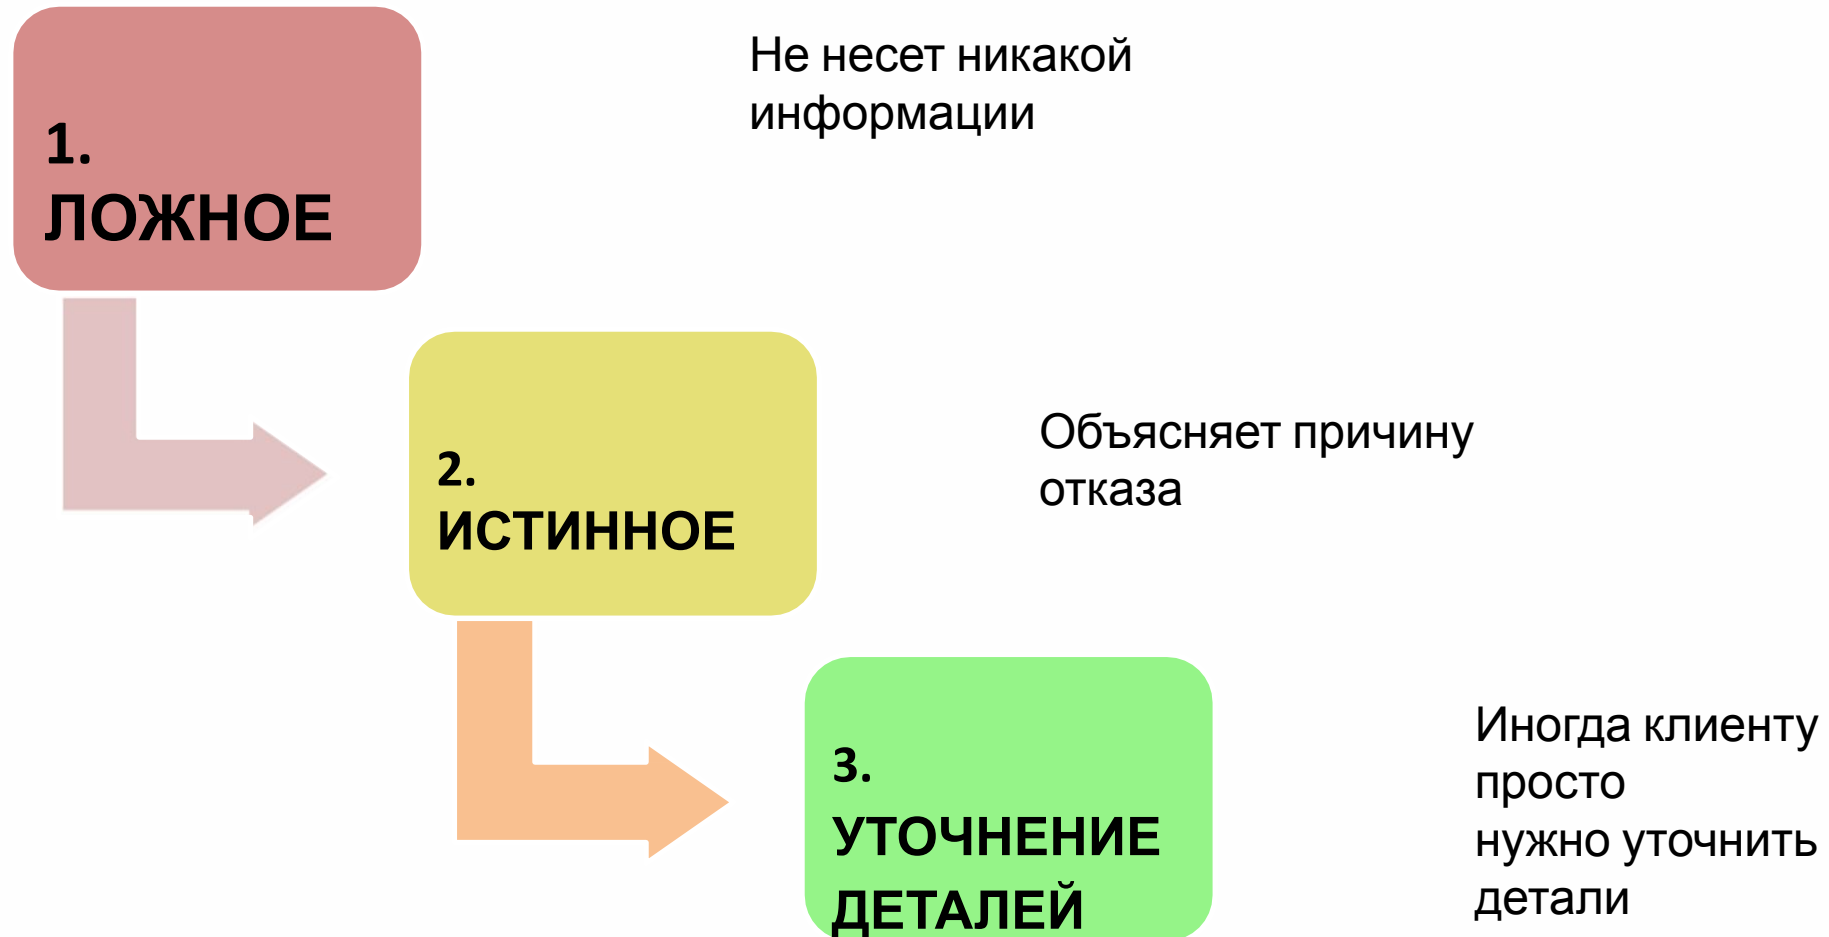 1.
ЛОЖНОЕ
Не несет никакой
информации
2.
ИСТИННОЕ
Объясняет причину
отказа
3.
УТОЧНЕНИЕ
ДЕТАЛЕЙ
Иногда клиенту
просто
нужно уточнить
детали